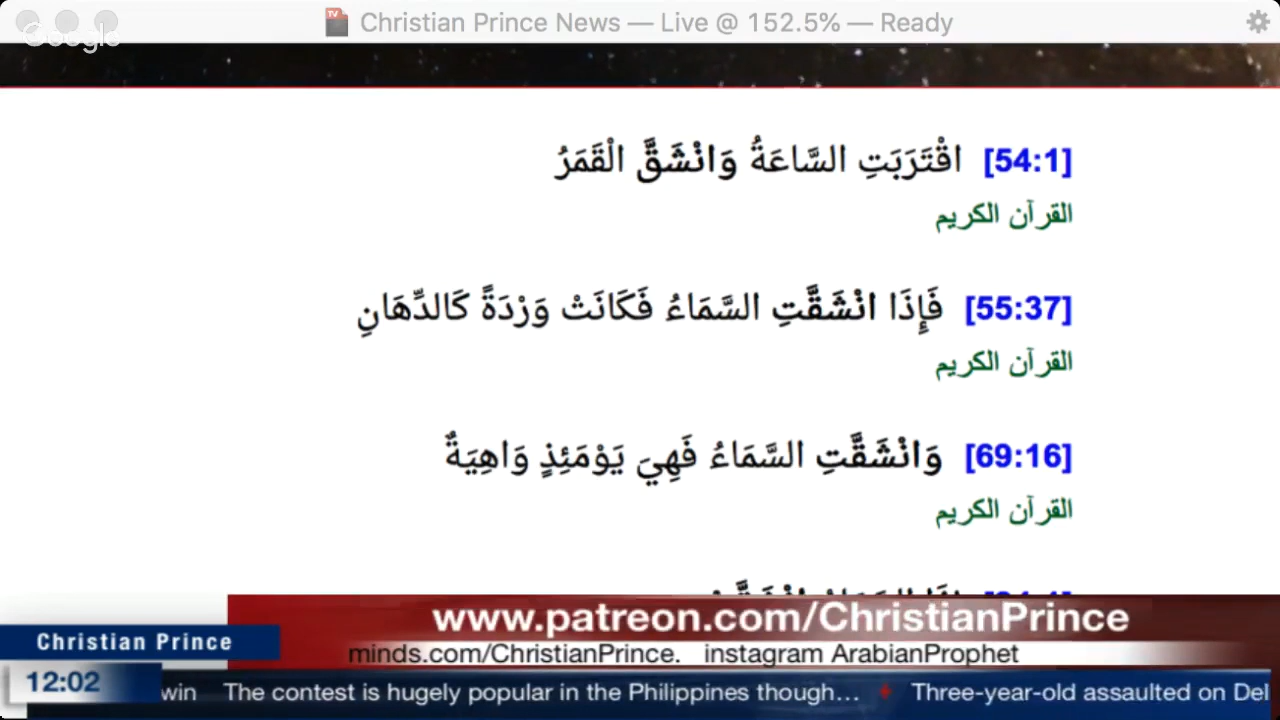 Christian Prince News — Live @ 152.5% — Ready
Google
[54:1] اقْتَرَبَتِ السَّاعَةُ وَانْشَقَّ الْقَمَرُ
القرآن الكريم
[55:37] فَإِذَا انْشَقَّتِ السَّمَاءُ فَكَانَتْ وَرْدَةً كَالدِّهَانِ
القرآن الكريم
[69:16] وَانْشَقَّتِ السَّمَاءُ فَهِيَ يَوْمَئِذٍ وَاهِيَةٌ
القرآن الكريم
www.patreon.com/ChristianPrince
Christian Prince
minds.com/ChristianPrince. instagram ArabianProphet
12:02
win The contest is hugely popular in the Philippines though... Three-year-old assaulted on Del